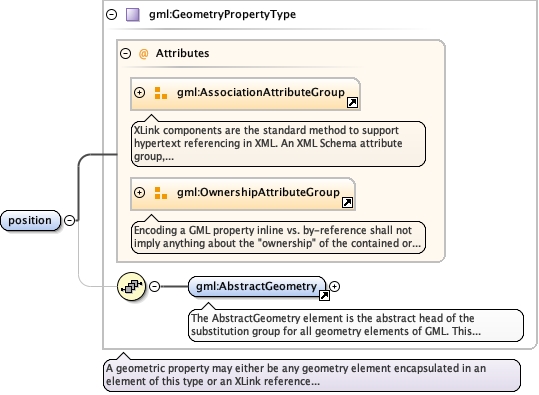 gml:GeometryPropertyType
@ Attributes
gml:AssociationAttributeGroup
XLink components are the standard method to support
hypertext referencing in XML. An XML Schema attribute
group,...
gml:OwnershipAttributeGroup
Encoding a GML property inline vs. by-reference shall not
imply anything about the "ownership" of the contained or...
position
gml:AbstractGeometry
The AbstractGeometry element is the abstract head of the
substitution group for all geometry elements of GML. This...
A geometric property may either be any geometry element encapsulated in an
element of this type or an XLink reference...